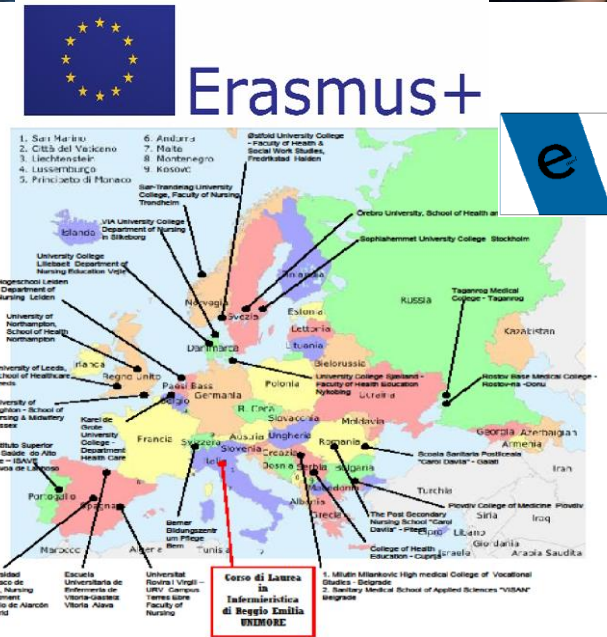 Erasmus+
e
1. San Marino
2. Città del Vaticano
3. Liechtenstein
4. Lussemburgo
5. Principato di Monaco
6. Andorra
7. Malta
8 Montenegro
9. Kosovo
Østfold University College
- Faculty of Health &
Social Work Studies,
Fredrikstad Halden
Sør-Trøndelag University
College, Faculty of Nursing
Trondheim
VIA University College
Department of Nursing
in Silkeborg
University College
Lillebaelt Department of
Nursing Education Vejle
Hogeschool Leiden
Department of
Nursing Leiden
University of
Northampton,
School of Health
Northampton
University of Leeds,
School of Healthcare
Karel de
Grote
University
College -
Department
Health Care
Örebro University, School of Health
Sophiahemmet University College Stockholm
Taganrog Medical
College - Taganrog
Rostov Base Medical College -
Rostov-na -Donu
University College Sjælland -
Faculty of Health Education
Nykobing
Scuola Sanitaria Postliceale
"Carol Davila" - Galati
Plovdiv College of Medicine Plovdiv
The Post Secondary
Nursing School "Carol
Davila" - Pitesti
College of Health
Education - Cuprija
1. Milutin Milankovic High medical College of Vocational
Studies - Belgrade
2. Sanitary Medical School of Applied Sciences "VISAN"
Belgrade
Berner
Bildungszentr
um Pflege
Bern
Escuela
Universitaria de
Enfermeria de
Vitoria-Gasteiz
Vitoria Alava
Universitat
Rovira i Virgili -
URV Campus
Terres Ebre
Faculty of
Nursing
Corso di Laurea
in
Infermieristica
di Reggio Emilia
UNIMORE
Islanda
Norvegia
Svezia
Finlandia
Russia
Estonia
Lettonia
Lituania
Danimarca
Irlanda
Regno Unito
Paesi Bass
Belgio
Germania
Polonia
Bielorussia
Ucraina
Kazakistan
R. Ceca
Slovacchia
Moldavia
Francia
Svizzera
Austria
Ungheria
Slovenia
Croazia
Romania
Bosnia
Serbia
Bulgaria
Italia
Macedonia
Albania
Grecia
Portogallo
Spagna
Georgia
Azerbaigian
Armenia
Turchia
Iran
Siria
Iraq
Cipro
Libano
Israele
Giordania
Arabia Saudita
Marocco
Algeria
Tunisia